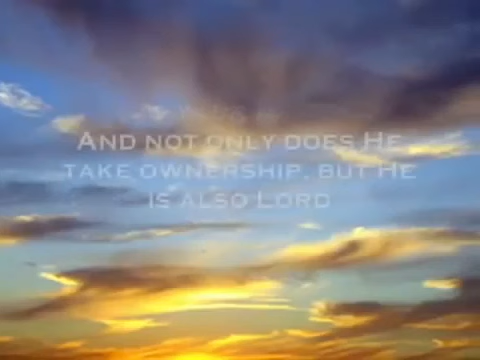 And not only does He
take ownership, but He
is also Lord